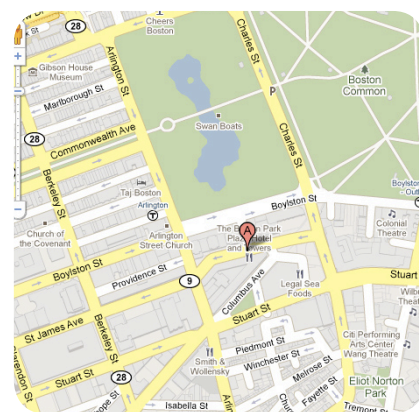 28
Cheers
Boston
Gibson House
Museum
Arlington St
Charles St
Marlborough St
Boston
Common
P
28
Commonwealth Ave
Swan Boats
Charles St
Berkeley St
Taj Boston
Arlington
T
Boylston St
Boylston
Colonial
Theatre
Church of
the Covenant
Arlington
Street Church
The Boston Park
Plaza Hotel
and Towers
A
Boylston St
Providence St
9
Columbus Ave
Legal Sea
Foods
Stuart
Stuart St
St James Ave
Berkeley St
Citi Performing
Arts Center
Wang Theatre
Piedmont St
Winchester St
Melrose St
Fayette St
Smith &
Wollensky
Stuart St
28
Eliot Norton
Park
Isabella St
Tremont